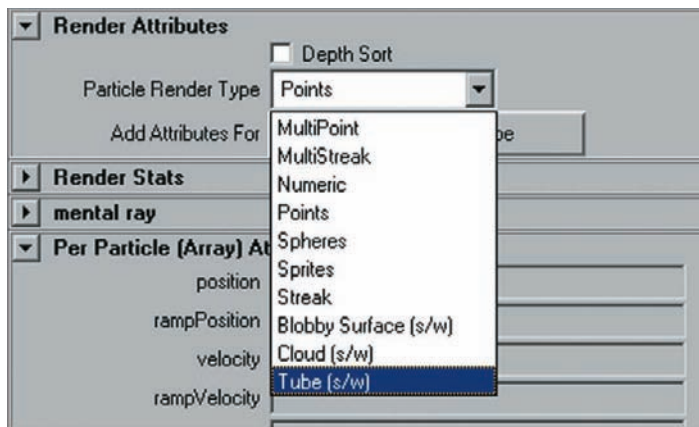 Render Attributes
Depth Sort
Particle Render Type Points
Add Attributes For
MultiPoint
MultiStreak
Numeric
Points
Spheres
Sprites
Streak
Blobby Surface (s/w)
Cloud (s/w)
Tube (s/w)
Render Stats
mental ray
Per Particle (Array) At
position
rampPosition
velocity
rampVelocity